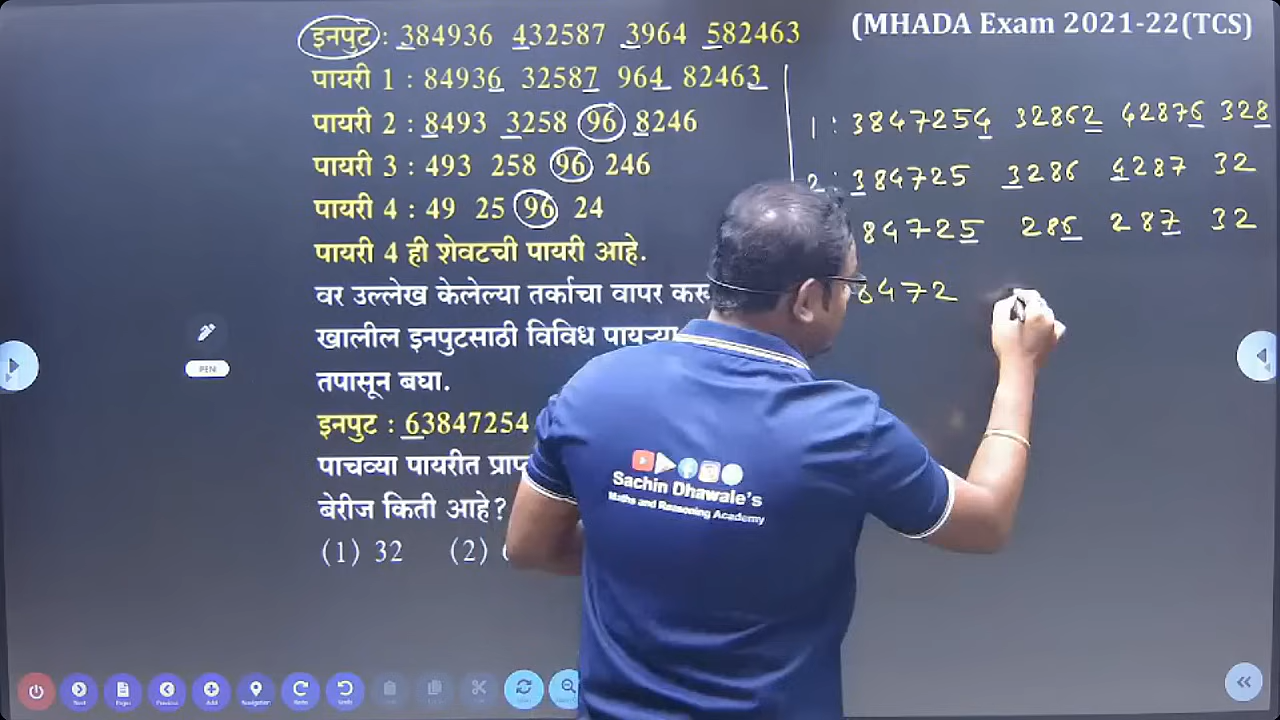 (MHADA Exam 2021-22(TCS)
इनपुट : 384936 432587 3964 582463
पायरी 1 : 84936 32587 964 82463
पायरी 2 : 8493 3258 96 8246
पायरी 3 : 493 258 96 246
पायरी 4 : 49 25 96 24
पायरी 4 ही शेवटची पायरी आहे.
वर उल्लेख केलेल्या तर्काचा वापर
खालील इनपुटसाठी विविध
तपासून बघा.
इनपुट : 63847254
पाचव्या पायरीत
बेरीज किती आहे?
(1) 32 (2)
1 : 3847254 32862 42876 328
2 : 384725 3286 4287 32
84725 286 287 32
8472
Sachin Dhawale's
Maths and Reasoning Academy
PEN